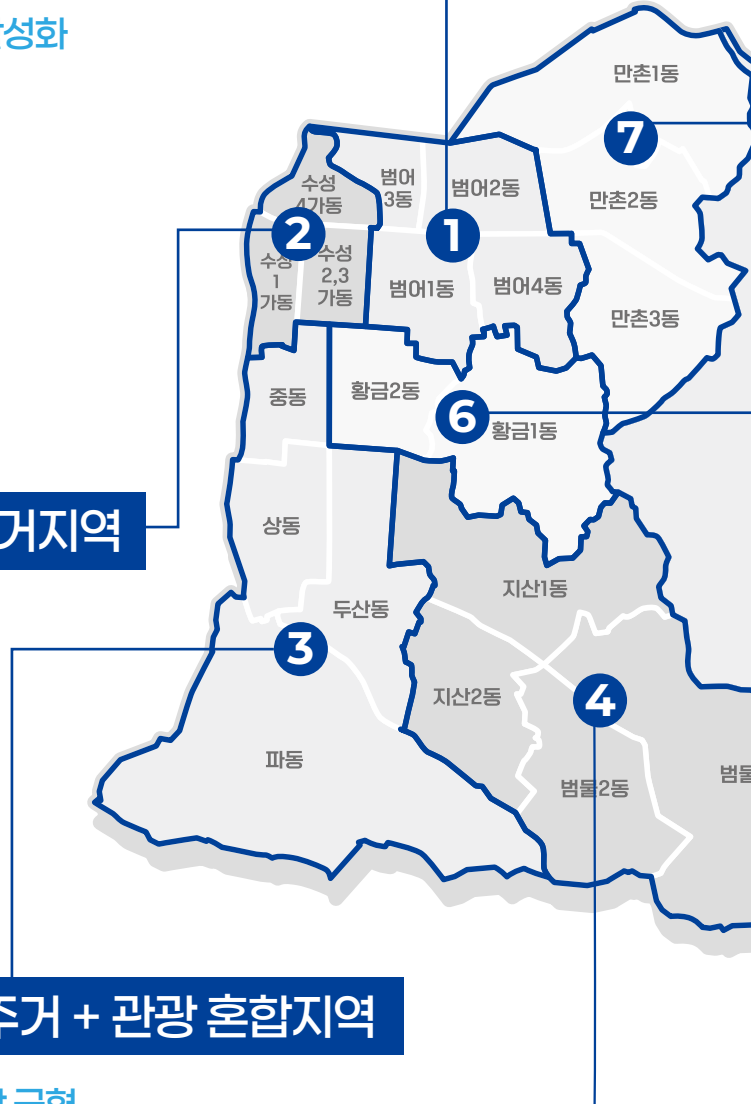 성화
만촌1동
7
만촌2동
수성
4가동
범어
3동
범어2동
2
1
수성
1
가동
수성
2,3
가동
범어1동
범어4동
만촌3동
중동
황금2동
6
황금1동
거지역
상동
지산1동
두산동
3
지산2동
4
파동
범물2동
주거 + 관광 혼합지역